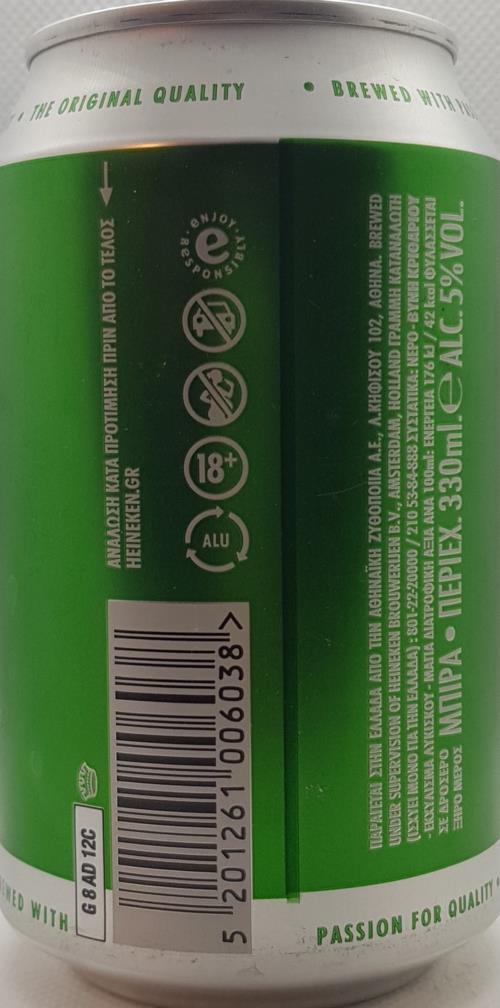 • THE ORIGINAL QUALITY • BREWED WITH
ΑΝΑΛΩΣΗ ΚΑΤΑ ΠΡΟΤΙΜΗΣΗ ΠΡΙΝ ΑΠΟ ΤΟ ΤΕΛΟΣ
HEINEKEN.GR
ENJOY RESPONSIBLY
e
18+
ALU
5 201261 006038 >
G 8 AD 12C
ΠΑΡΑΓΕΤΑΙ ΣΤΗΝ ΕΛΛΑΔΑ ΑΠΟ ΤΗΝ ΑΘΗΝΑΪΚΗ ΖΥΘΟΠΟΙΙΑ Α.Ε., Λ.ΚΗΦΙΣΟΥ 102, ΑΘΗΝΑ. BREWED
UNDER SUPERVISION OF HEINEKEN BROUWERIJEN B.V., AMSTERDAM, HOLLAND ΓΡΑΜΜΗ ΚΑΤΑΝΑΛΩΤΗ
(ΙΣΧΥΕΙ ΜΟΝΟ ΓΙΑ ΤΗΝ ΕΛΛΑΔΑ) : 801-22-20000 / 210 53-84-888 ΣΥΣΤΑΤΙΚΑ: ΝΕΡΟ - ΒΥΝΗ ΚΡΙΘΑΡΙΟΥ
- ΕΚΧΥΛΙΣΜΑ ΛΥΚΙΣΚΟΥ - ΜΑΓΙΑ ΔΙΑΤΡΟΦΙΚΗ ΑΞΙΑ ΑΝΑ 100ml: ΕΝΕΡΓΕΙΑ 176 kJ / 42 kcal ΦΥΛΑΣΣΕΤΑΙ
ΣΕ ΔΡΟΣΕΡΟ
ΞΗΡΟ ΜΕΡΟΣ
ΜΠΙΡΑ • ΠΕΡΙΕΧ. 330ml. e ALC. 5% VOL.
WITH PASSION FOR QUALITY •